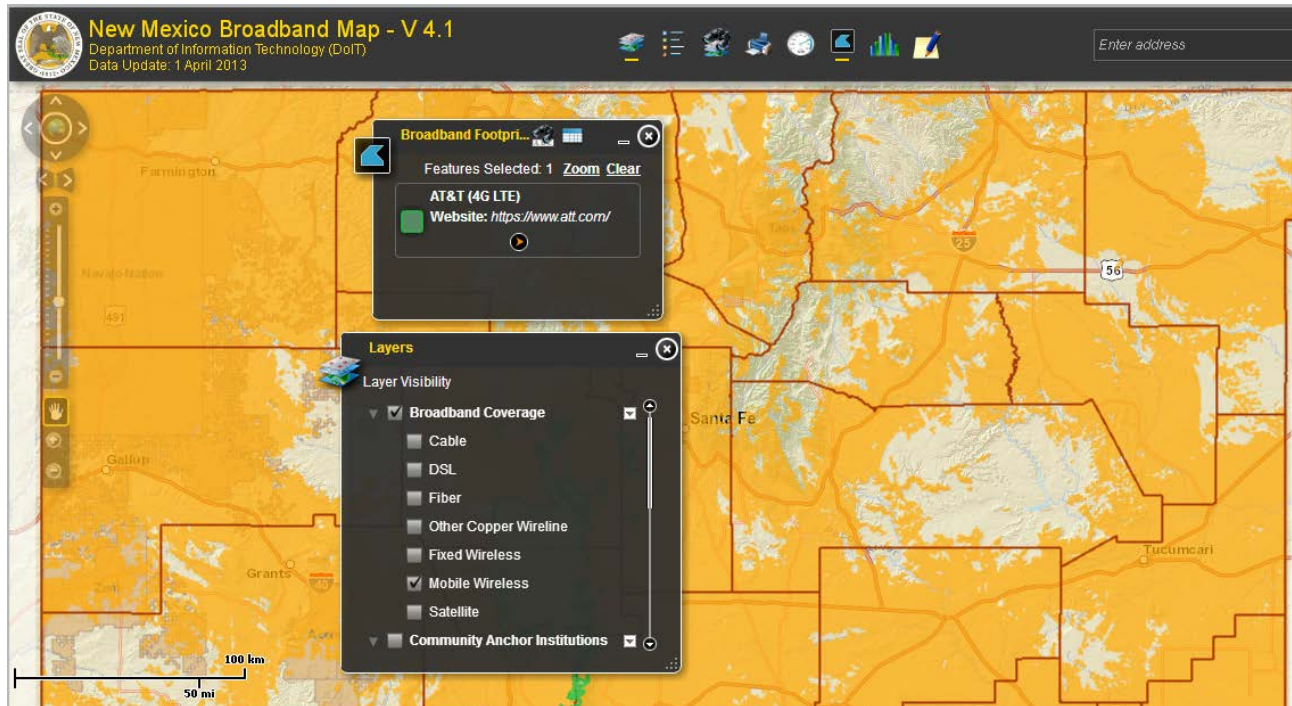 New Mexico Broadband Map - V 4.1
Department of Information Technology (DoIT)
Data Update: 1 April 2013
Enter address
Broadband Footpri...
Features Selected: 1 Zoom Clear
AT&T (4G LTE)
Website: https://www.att.com/
Farmington
Taos
25
56
Navajo Nation
491
Layers
Layer Visibility
Broadband Coverage
Cable
DSL
Fiber
Other Copper Wireline
Fixed Wireless
Mobile Wireless
Satellite
Community Anchor Institutions
Santa Fe
Gallup
Tucumcari
Grants
40
Zuni
100 km
50 mi